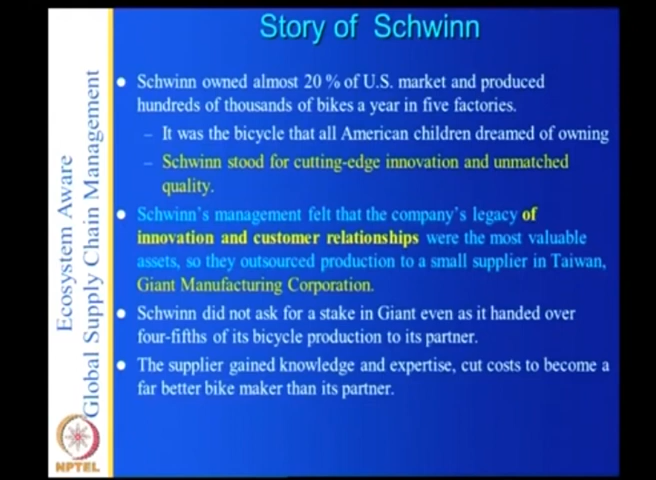 Story of Schwinn
Schwinn owned almost 20 % of U.S. market and produced
hundreds of thousands of bikes a year in five factories.
– It was the bicycle that all American children dreamed of owning
– Schwinn stood for cutting-edge innovation and unmatched
quality.
Schwinn's management felt that the company's legacy of
innovation and customer relationships were the most valuable
assets, so they outsourced production to a small supplier in Taiwan,
Giant Manufacturing Corporation.
Schwinn did not ask for a stake in Giant even as it handed over
four-fifths of its bicycle production to its partner.
The supplier gained knowledge and expertise, cut costs to become a
far better bike maker than its partner.
Ecosystem Aware
Global Supply Chain Management
NPTEL